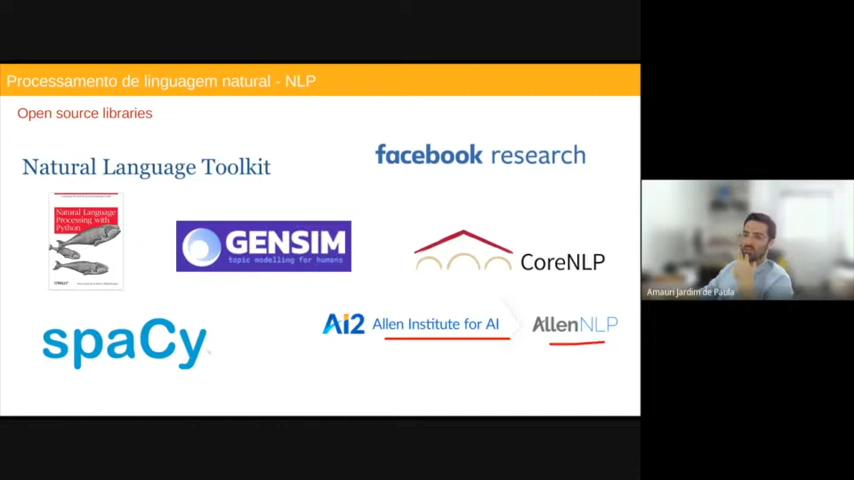 Processamento de linguagem natural - NLP
Open source libraries
Natural Language Toolkit
facebook research
Natural Language
Processing with
Python
O'REILLY
GENSIM
topic modelling for humans
CoreNLP
spaCy
Ai2 Allen Institute for AI
AllenNLP
Amauri Jardim de Paula